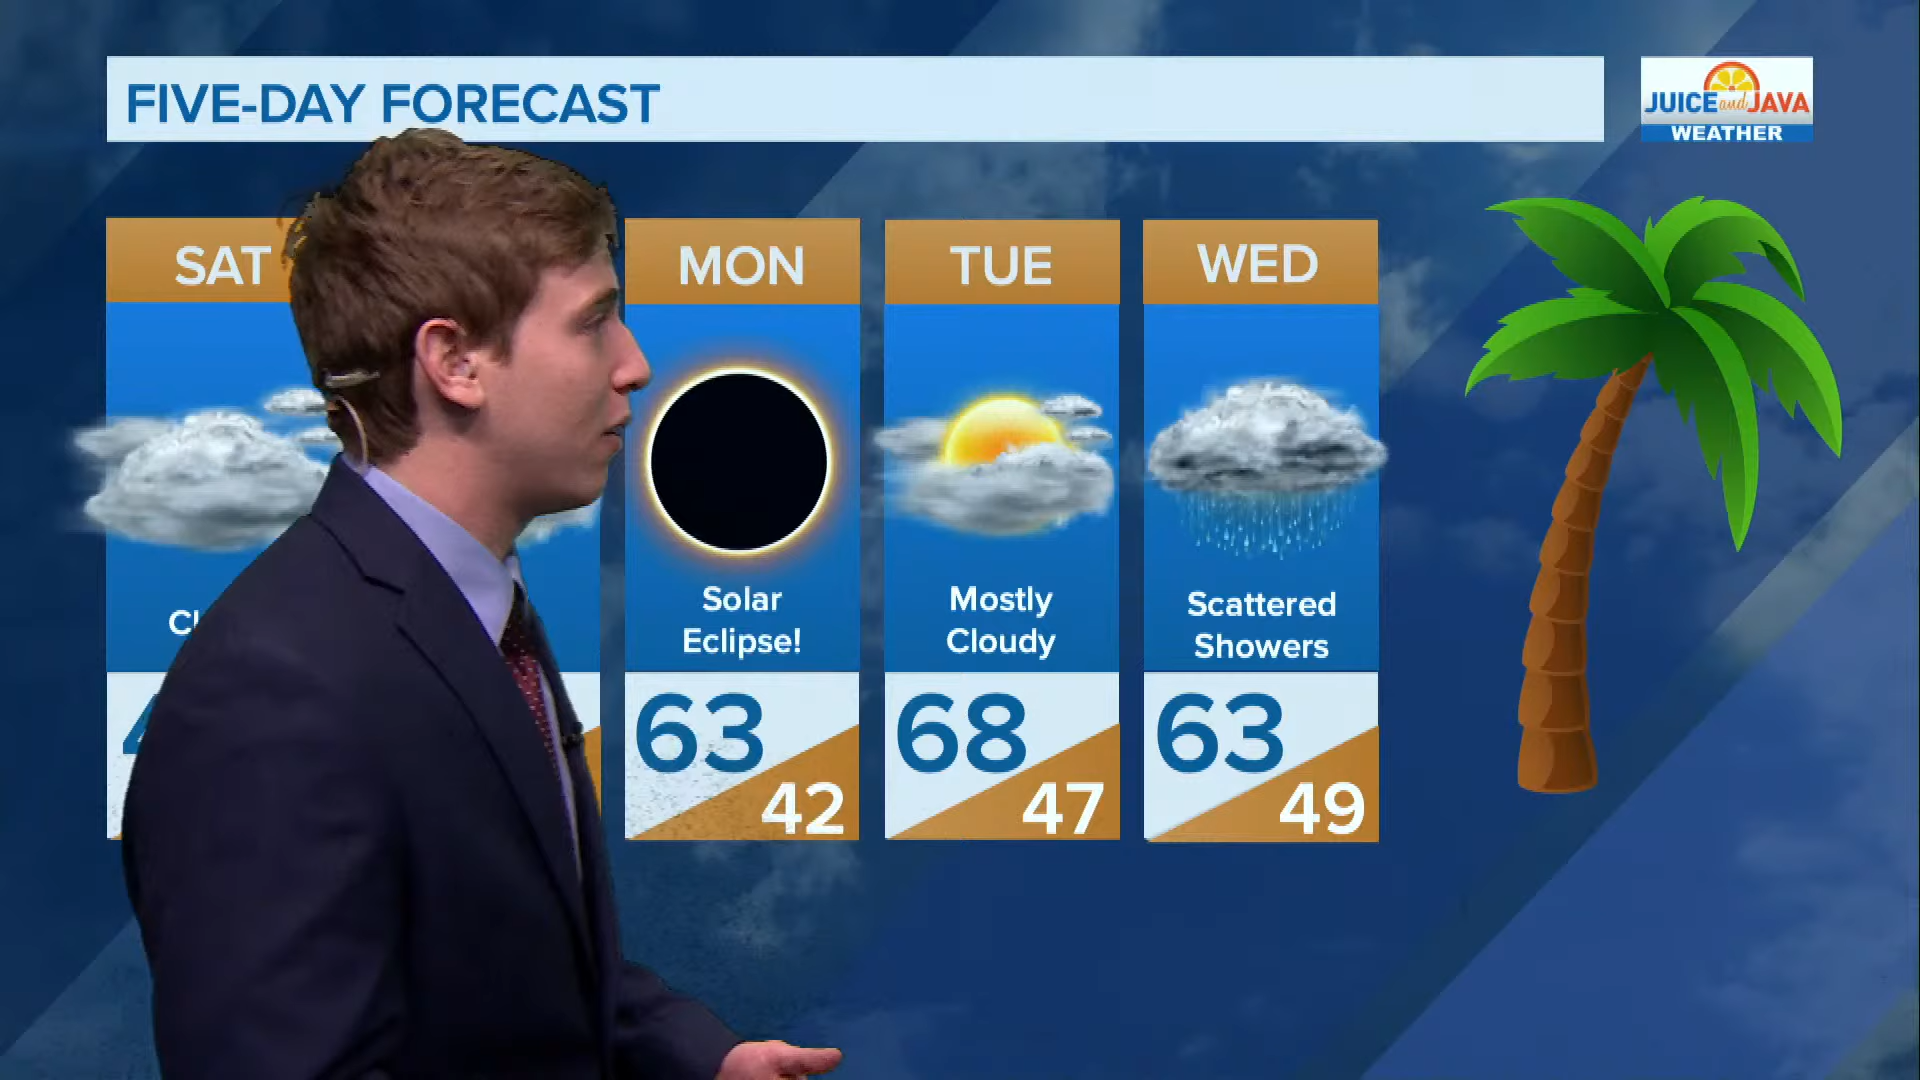 FIVE-DAY FORECAST
JUICE and JAVA
WEATHER
SAT
MON
TUE
WED
Solar
Eclipse!
Mostly
Cloudy
Scattered
Showers
63
42
68
47
63
49